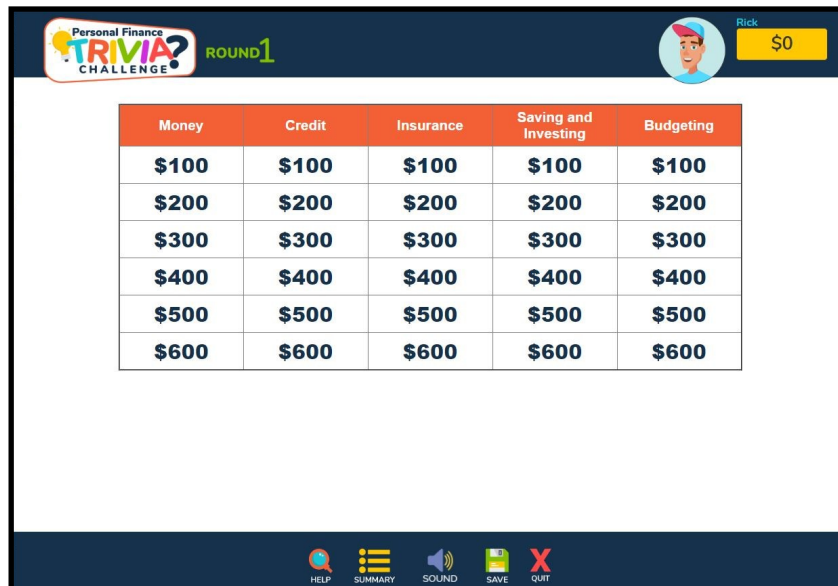 Personal Finance
TRIVIA?
CHALLENGE
ROUND 1
Rick
$0
Money Credit Insurance Saving and Investing Budgeting
$100 $100 $100 $100 $100
$200 $200 $200 $200 $200
$300 $300 $300 $300 $300
$400 $400 $400 $400 $400
$500 $500 $500 $500 $500
$600 $600 $600 $600 $600
HELP SUMMARY SOUND SAVE QUIT